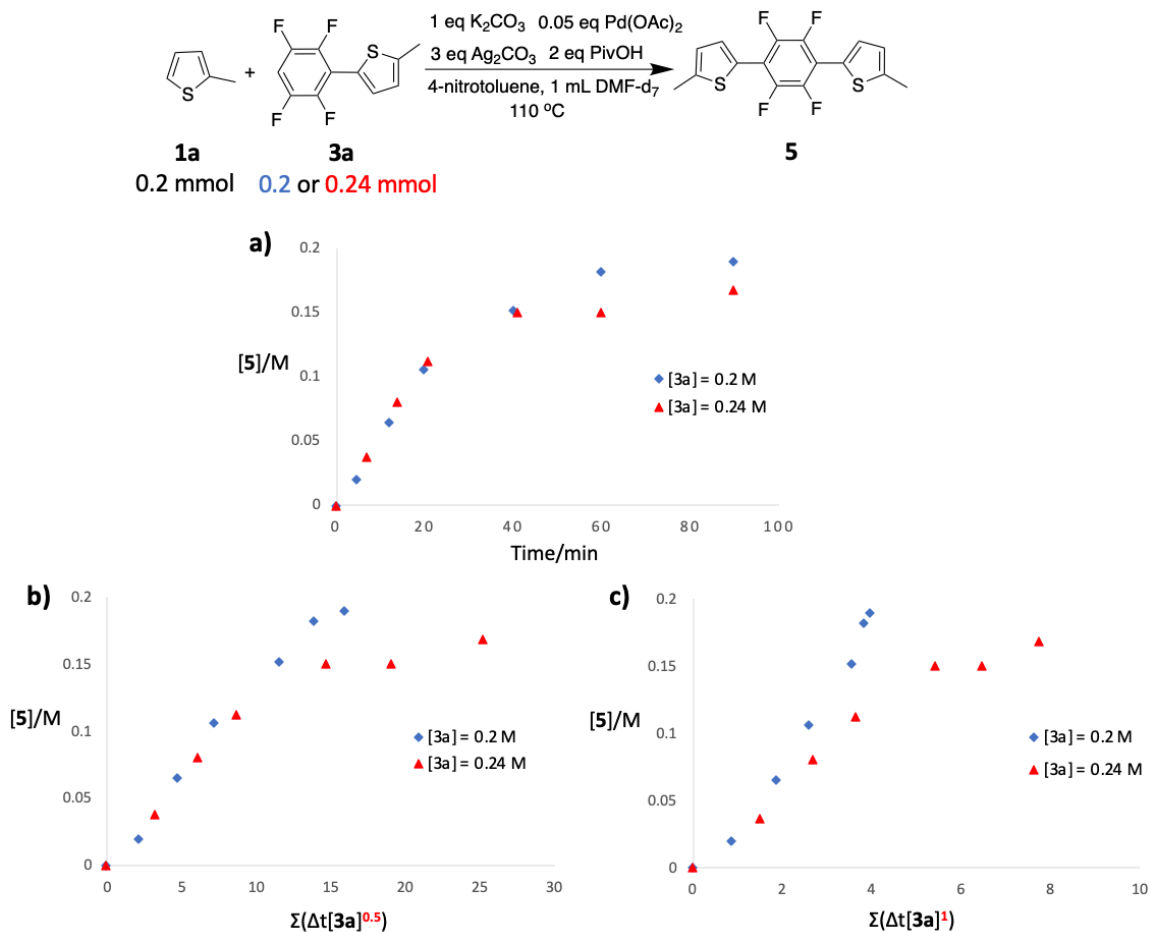 1 eq K₂CO₃ 0.05 eq Pd(OAc)₂
3 eq Ag₂CO₃ 2 eq PivOH
4-nitrotoluene, 1 mL DMF-d₇
110 ºC
S
+
F F
F F
S
S
F F
F F
S
1a 3a 5
0.2 mmol 0.2 or 0.24 mmol
a)
0.2
0.15
0.1
0.05
0
[5]/M
0 20 40 60 80 100
Time/min
[3a] = 0.2 M
[3a] = 0.24 M
b)
0.2
0.15
0.1
0.05
0
[5]/M
0 5 10 15 20 25 30
Σ(Δt[3a]^0.5)
[3a] = 0.2 M
[3a] = 0.24 M
c)
0.2
0.15
0.1
0.05
0
[5]/M
0 2 4 6 8 10
Σ(Δt[3a]^1)
[3a] = 0.2 M
[3a] = 0.24 M